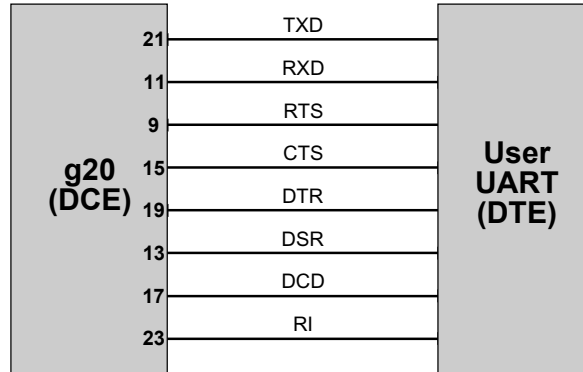 21 TXD
11 RXD
9 RTS
15 CTS
19 DTR
13 DSR
17 DCD
23 RI
g20
(DCE)
User
UART
(DTE)